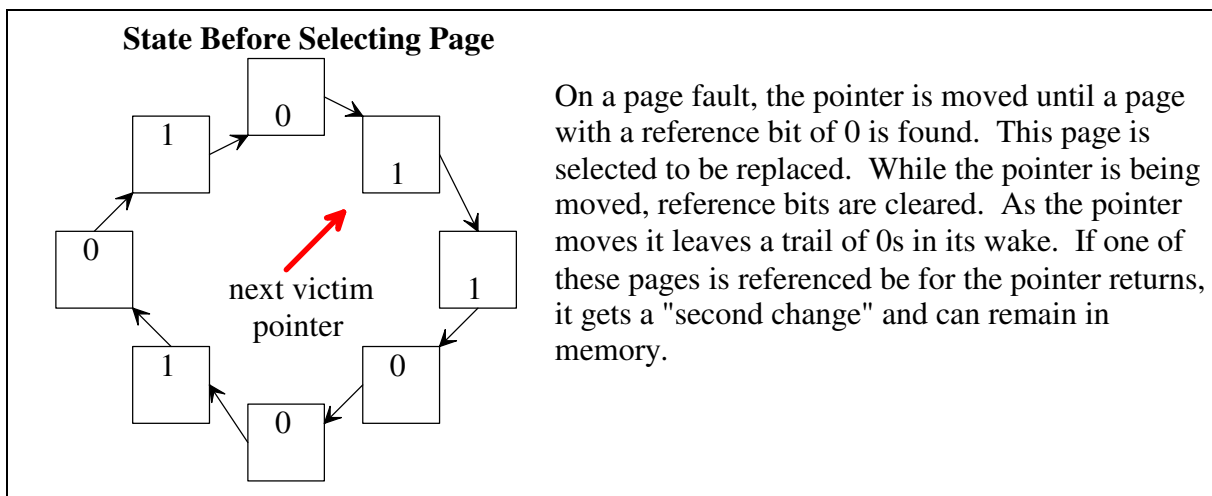 State Before Selecting Page
0
1
1
0
1
next victim
pointer
1
0
0
On a page fault, the pointer is moved until a page
with a reference bit of 0 is found.  This page is
selected to be replaced.  While the pointer is being
moved, reference bits are cleared.  As the pointer
moves it leaves a trail of 0s in its wake.  If one of
these pages is referenced be for the pointer returns,
it gets a "second change" and can remain in
memory.